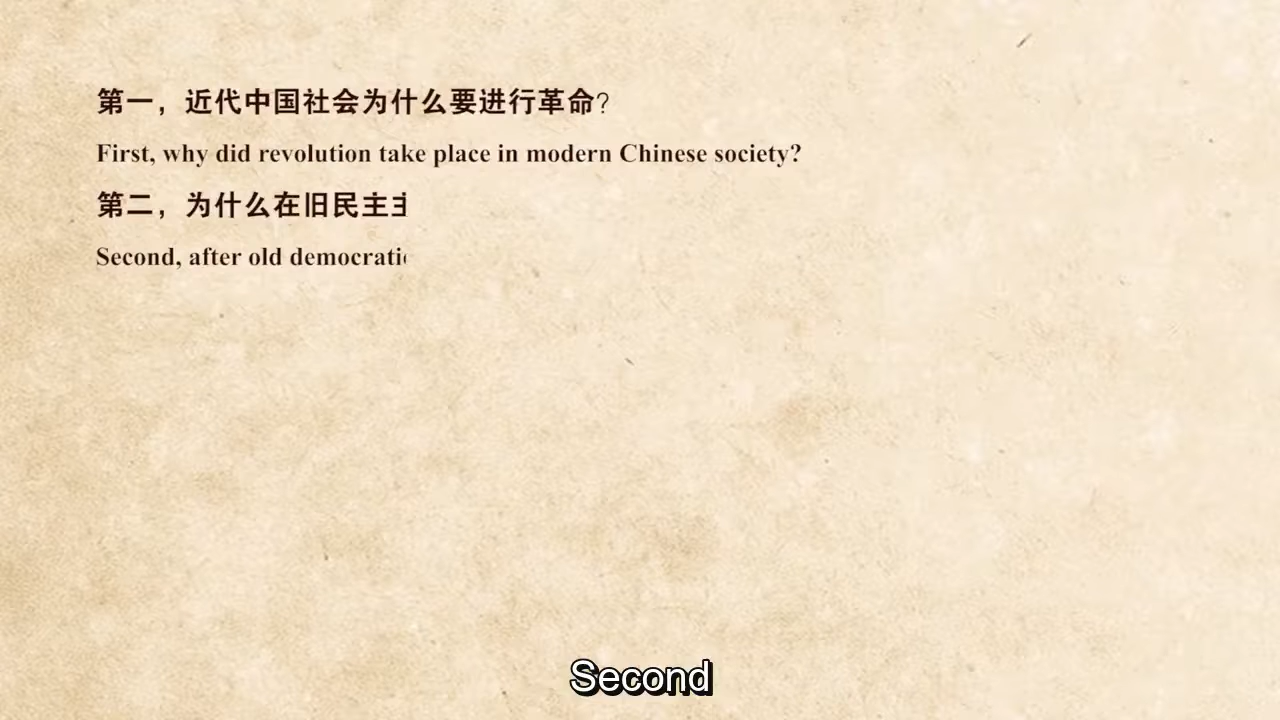 第一，近代中国社会为什么要进行革命?
First, why did revolution take place in modern Chinese society?
第二，为什么在旧民主
Second, after old
Second